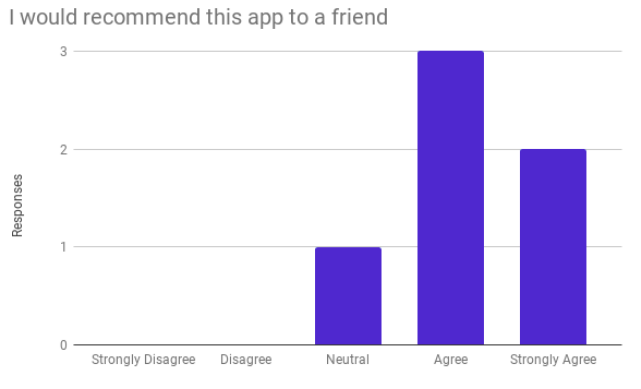 I would recommend this app to a friend
3
2
1
0
Responses
Strongly Disagree Disagree Neutral Agree Strongly Agree